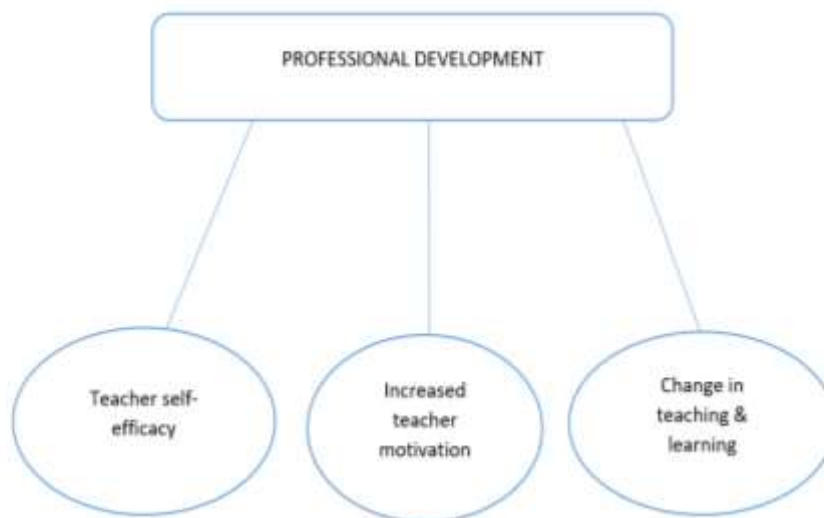 PROFESSIONAL DEVELOPMENT
Teacher self-
efficacy
Increased
teacher
motivation
Change in
teaching &
learning